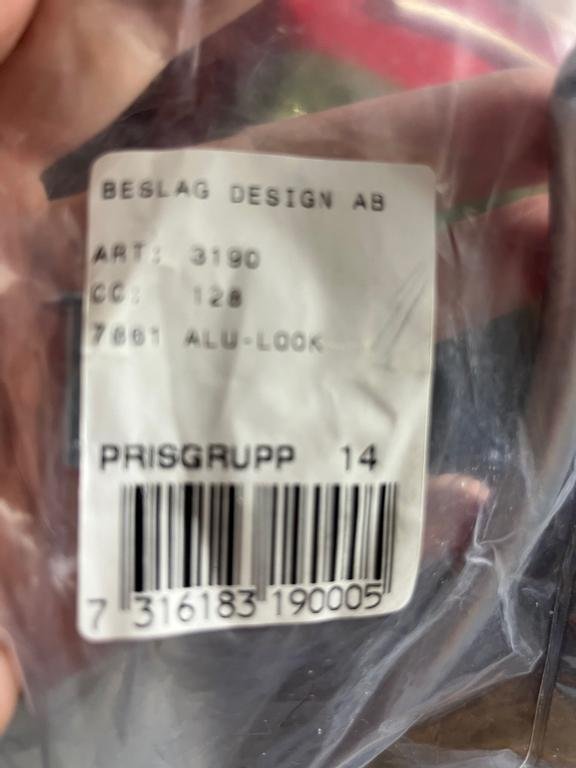 BESLAG DESIGN AB
ART: 3190
CC: 128
7861 ALU-LOOK
PRISGRUPP 14
7 316183 190005